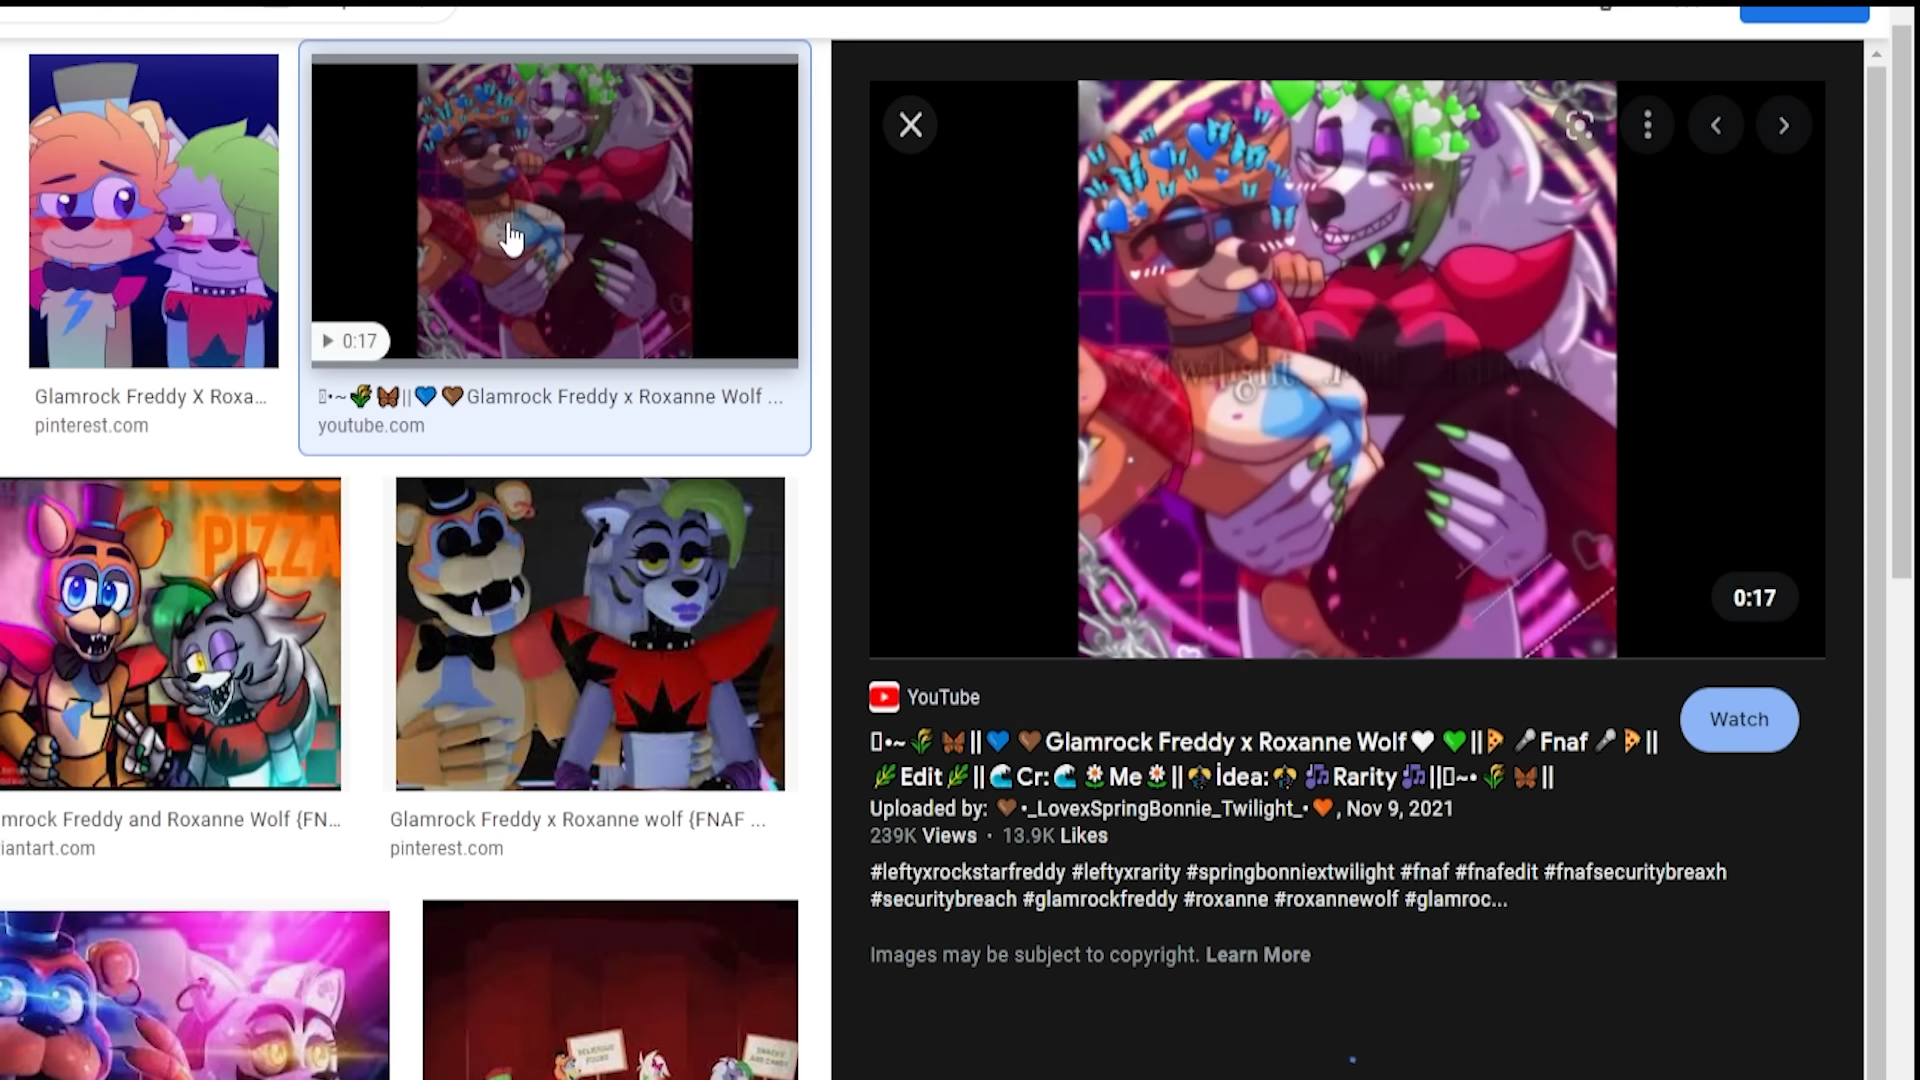 Glamrock Freddy X Roxa...
pinterest.com
0:17
•~🌾🦋||💙🤎Glamrock Freddy x Roxanne Wolf ...
youtube.com
PIZZA
mrock Freddy and Roxanne Wolf {FN...
iantart.com
Glamrock Freddy x Roxanne wolf {FNAF ...
pinterest.com
0:17
YouTube
Watch
•~🌾🦋||💙🤎Glamrock Freddy x Roxanne Wolf🤍💚||🍕🎤Fnaf🎤🍕||
🌿Edit🌿||🌊Cr:🌊🌸Me🌸||🎊İdea:🎊🎶Rarity🎶||~•🌾🦋||
Uploaded by: 🤎•_LovexSpringBonnie_Twilight_•🧡, Nov 9, 2021
239K Views · 13.9K Likes
#leftyxrockstarfreddy #leftyxrarity #springbonniextwilight #fnaf #fnafedit #fnafsecuritybreaxh
#securitybreach #glamrockfreddy #roxanne #roxannewolf #glamroc...
Images may be subject to copyright. Learn More